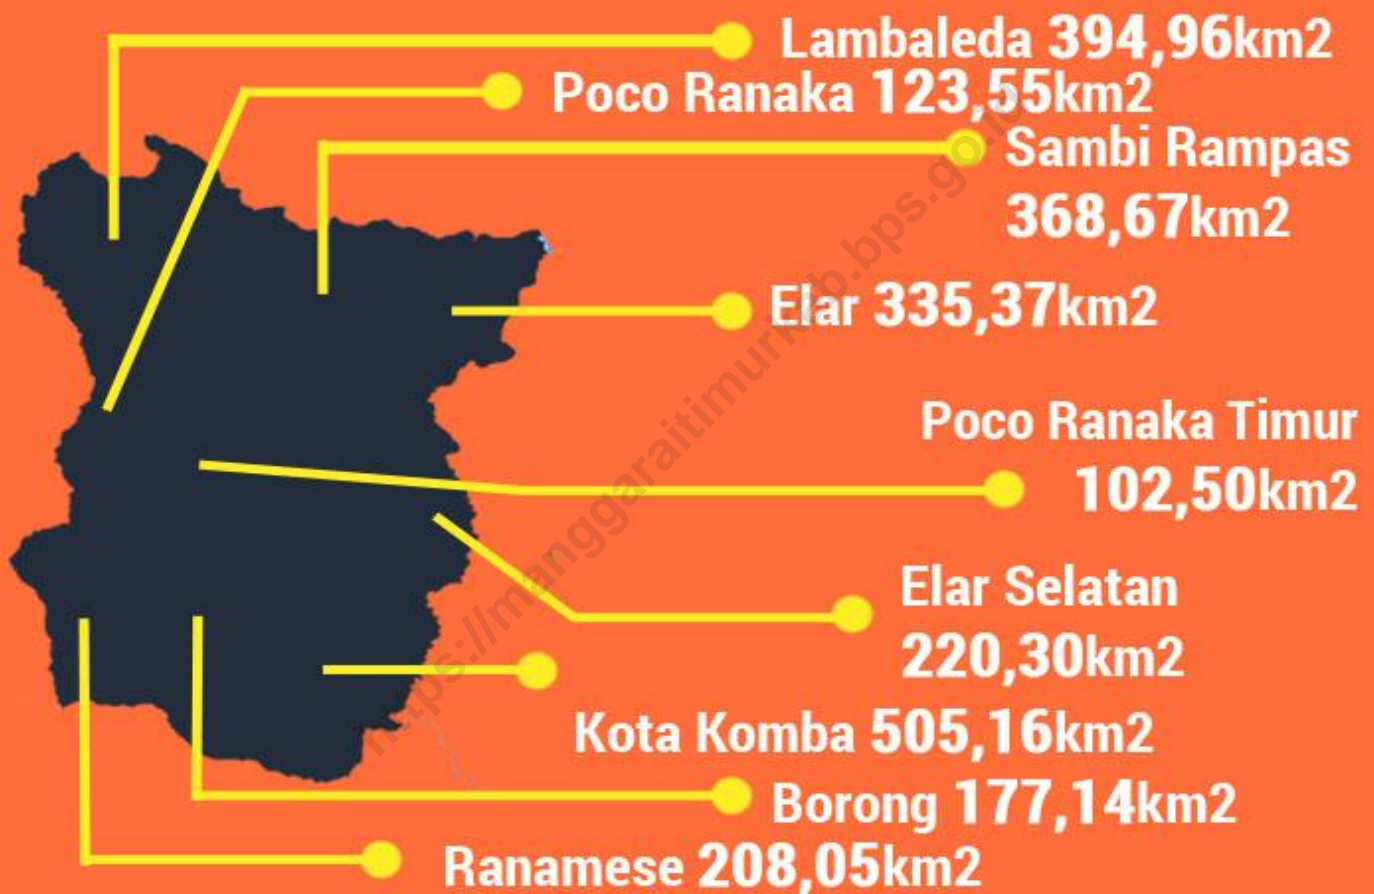 Lambaleda 394,96km2
Poco Ranaka 123,55km2
Sambi Rampas
368,67km2
Elar 335,37km2
Poco Ranaka Timur
102,50km2
Elar Selatan
220,30km2
Kota Komba 505,16km2
Borong 177,14km2
Ranamese 208,05km2
https://manggaraitimurkab.bps.go.id